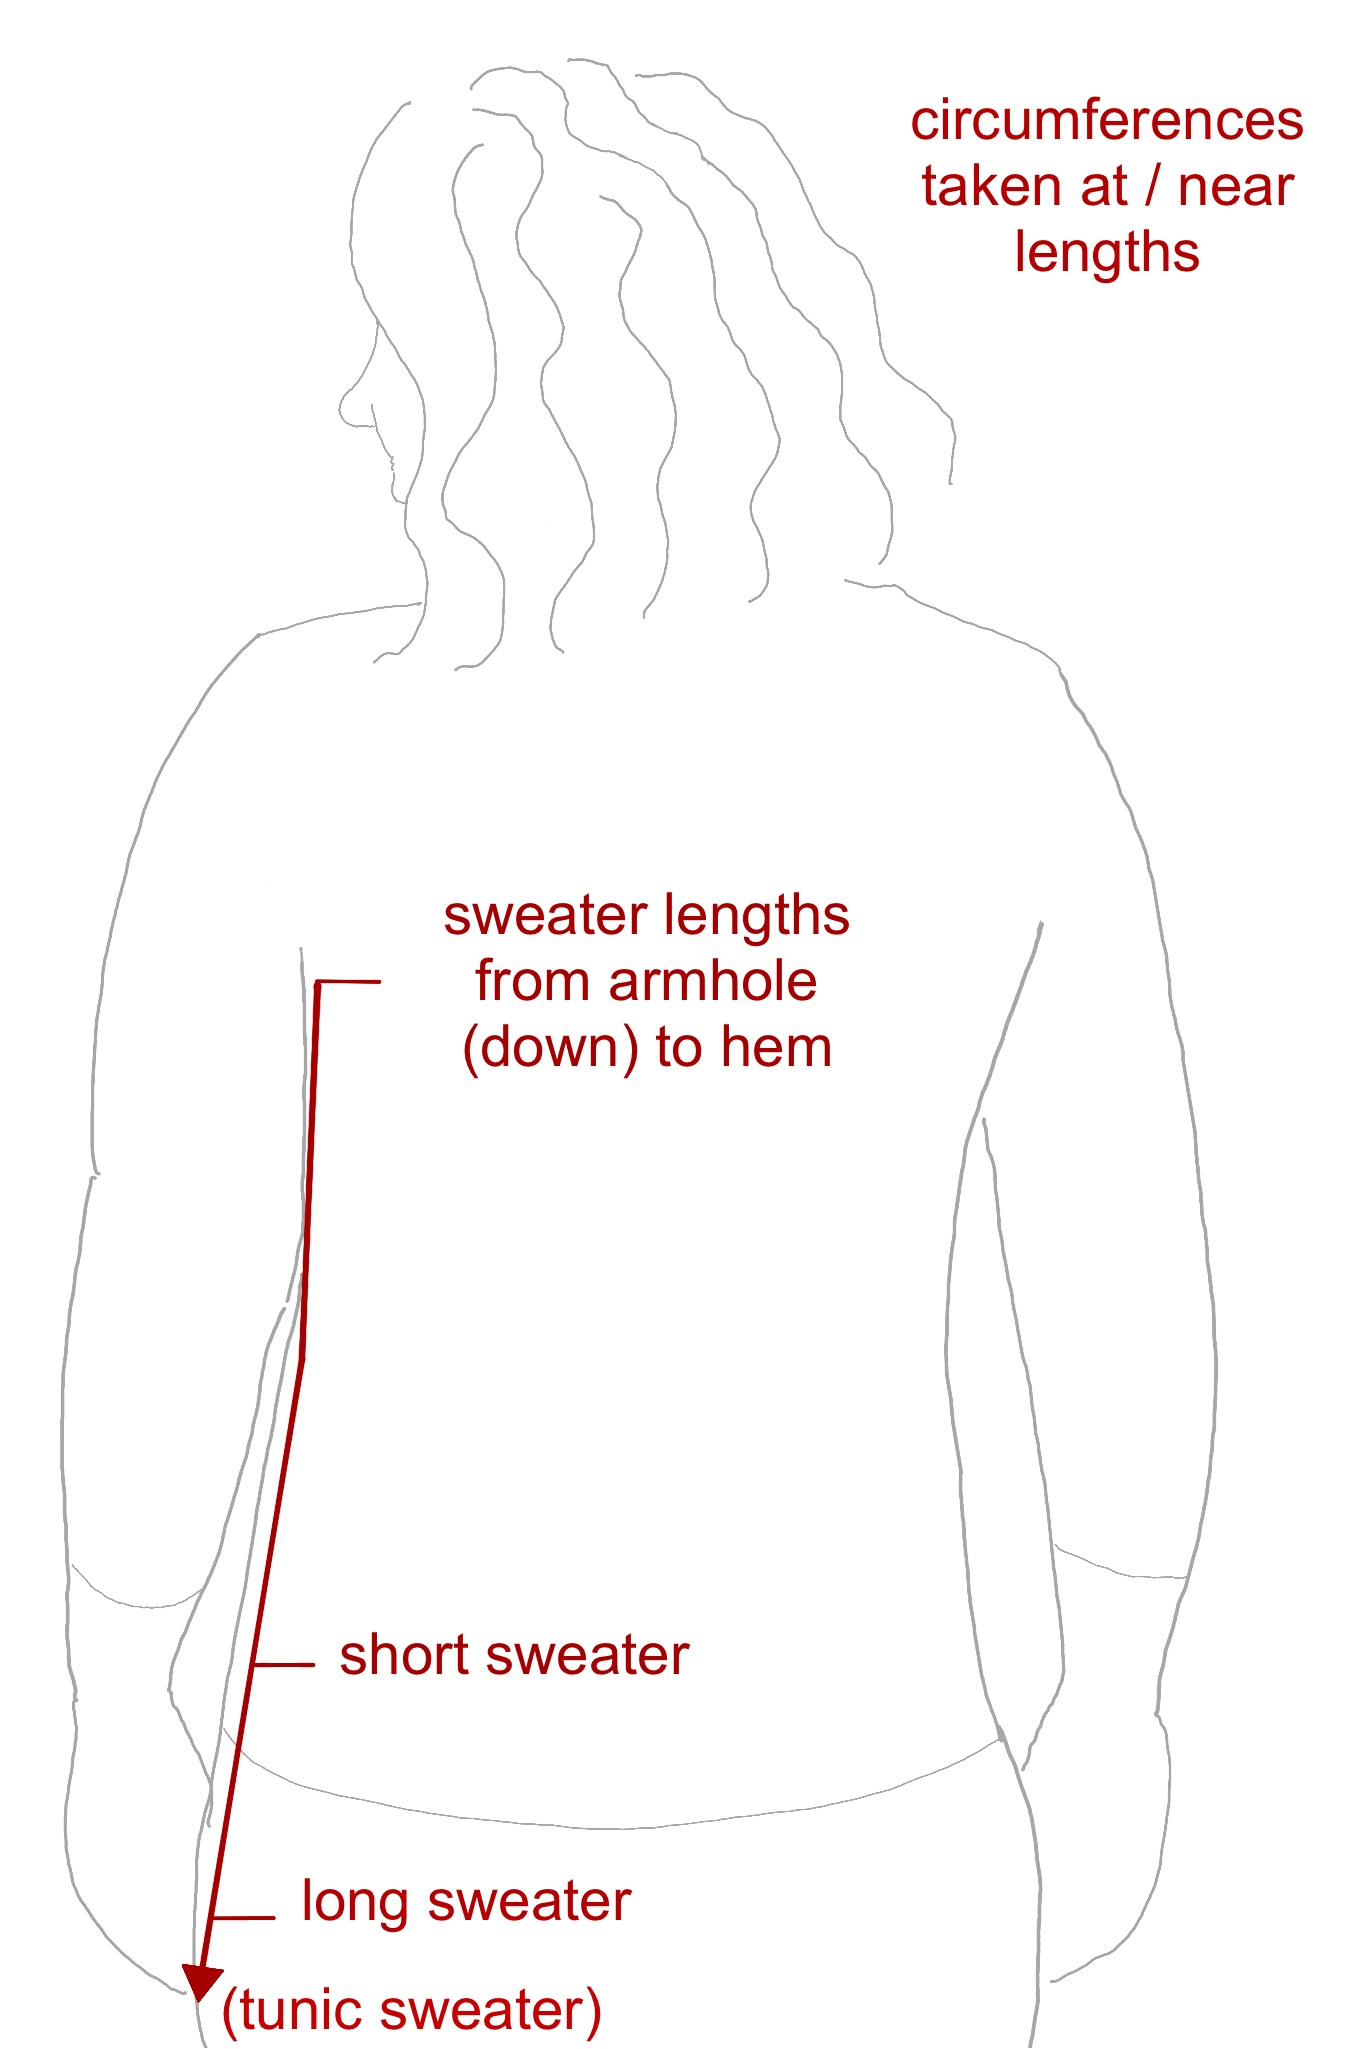 circumferences
taken at / near
lengths
sweater lengths
from armhole
(down) to hem
short sweater
long sweater
(tunic sweater)